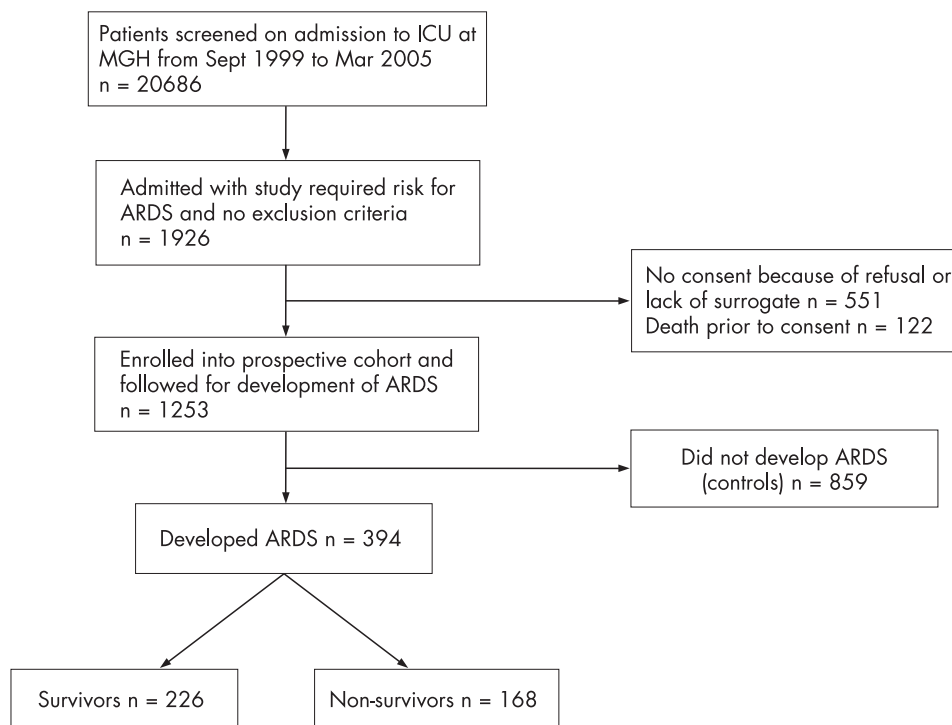 Patients screened on admission to ICU at
MGH from Sept 1999 to Mar 2005
n = 20686
Admitted with study required risk for
ARDS and no exclusion criteria
n = 1926
No consent because of refusal or
lack of surrogate n = 551
Death prior to consent n = 122
Enrolled into prospective cohort and
followed for development of ARDS
n = 1253
Did not develop ARDS
(controls) n = 859
Developed ARDS n = 394
Survivors n = 226
Non-survivors n = 168